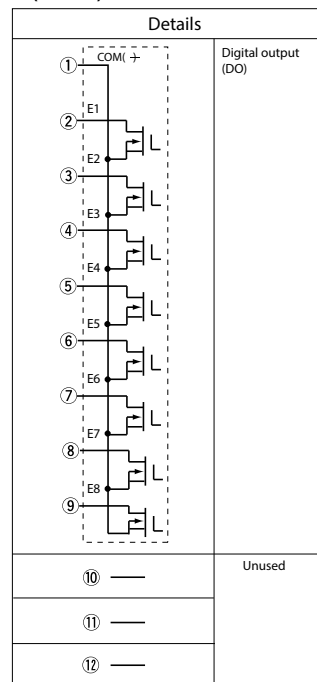 Details
① COM( )
Digital output
(DO)
E1
②
E2
③
E3
④
E4
⑤
E5
⑥
E6
⑦
E7
⑧
E8
⑨
⑩ —
Unused
⑪ —
⑫ —